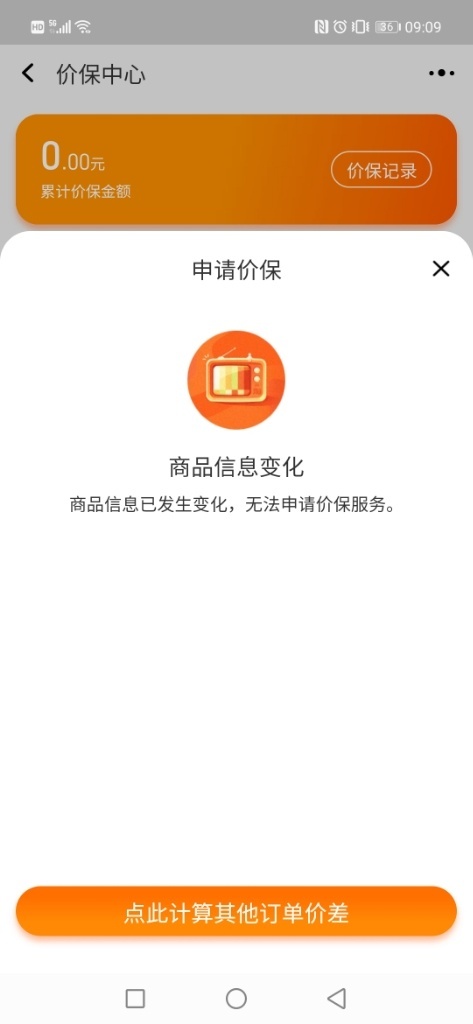 HD 5G 36 09:09
价保中心
0.00元
累计价保金额
价保记录
申请价保
商品信息变化
商品信息已发生变化，无法申请价保服务。
点此计算其他订单价差